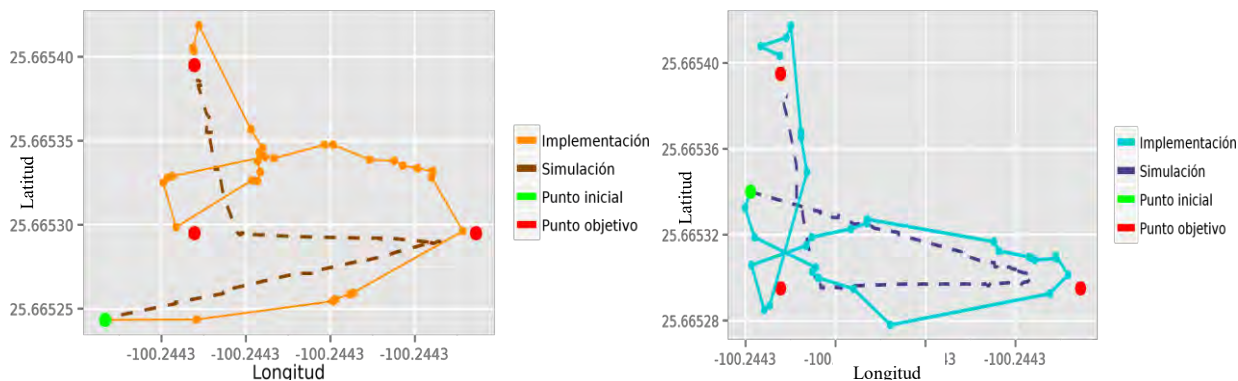 25.66540
25.66535
25.66530
25.66525
Latitud
-100.2443
-100.2443
-100.2443
-100.2443
Longitud
Implementación
Simulación
Punto inicial
Punto objetivo
25.66540
25.66536
25.66532
25.66528
Latitud
-100.2443
-100.
-100.2443
Longitud
Implementación
Simulación
Punto inicial
Punto objetivo